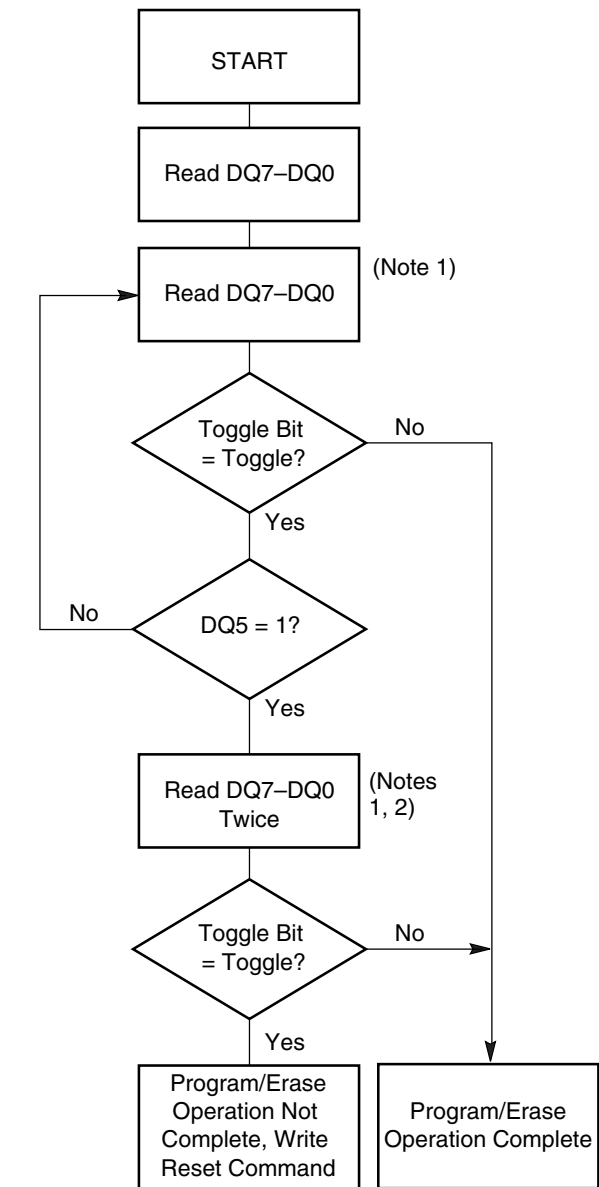 START
Read DQ7–DQ0
Read DQ7–DQ0
(Note 1)
Toggle Bit
= Toggle?
No
Yes
DQ5 = 1?
No
Yes
Read DQ7–DQ0
Twice
(Notes
1, 2)
Toggle Bit
= Toggle?
No
Yes
Program/Erase
Operation Not
Complete, Write
Reset Command
Program/Erase
Operation Complete